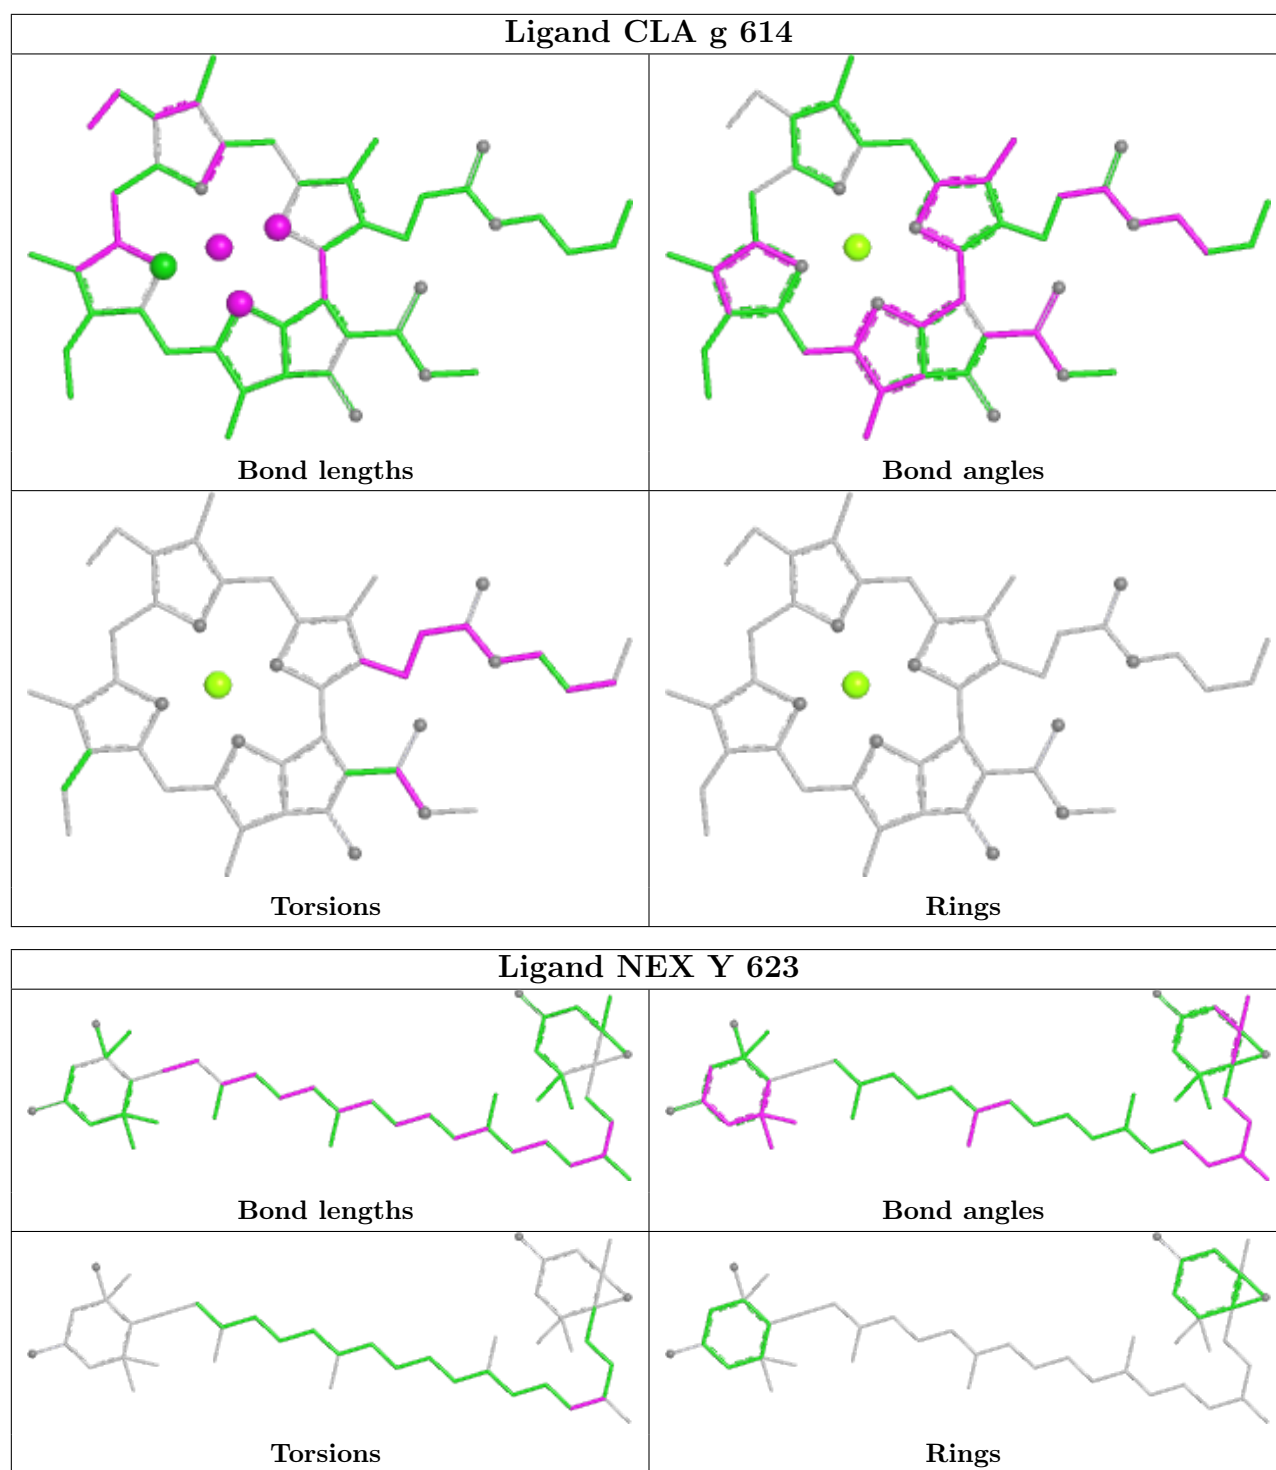 Ligand CLA g 614
Bond lengths
Bond angles
Torsions
Rings
Ligand NEX Y 623
Bond lengths
Bond angles
Torsions
Rings